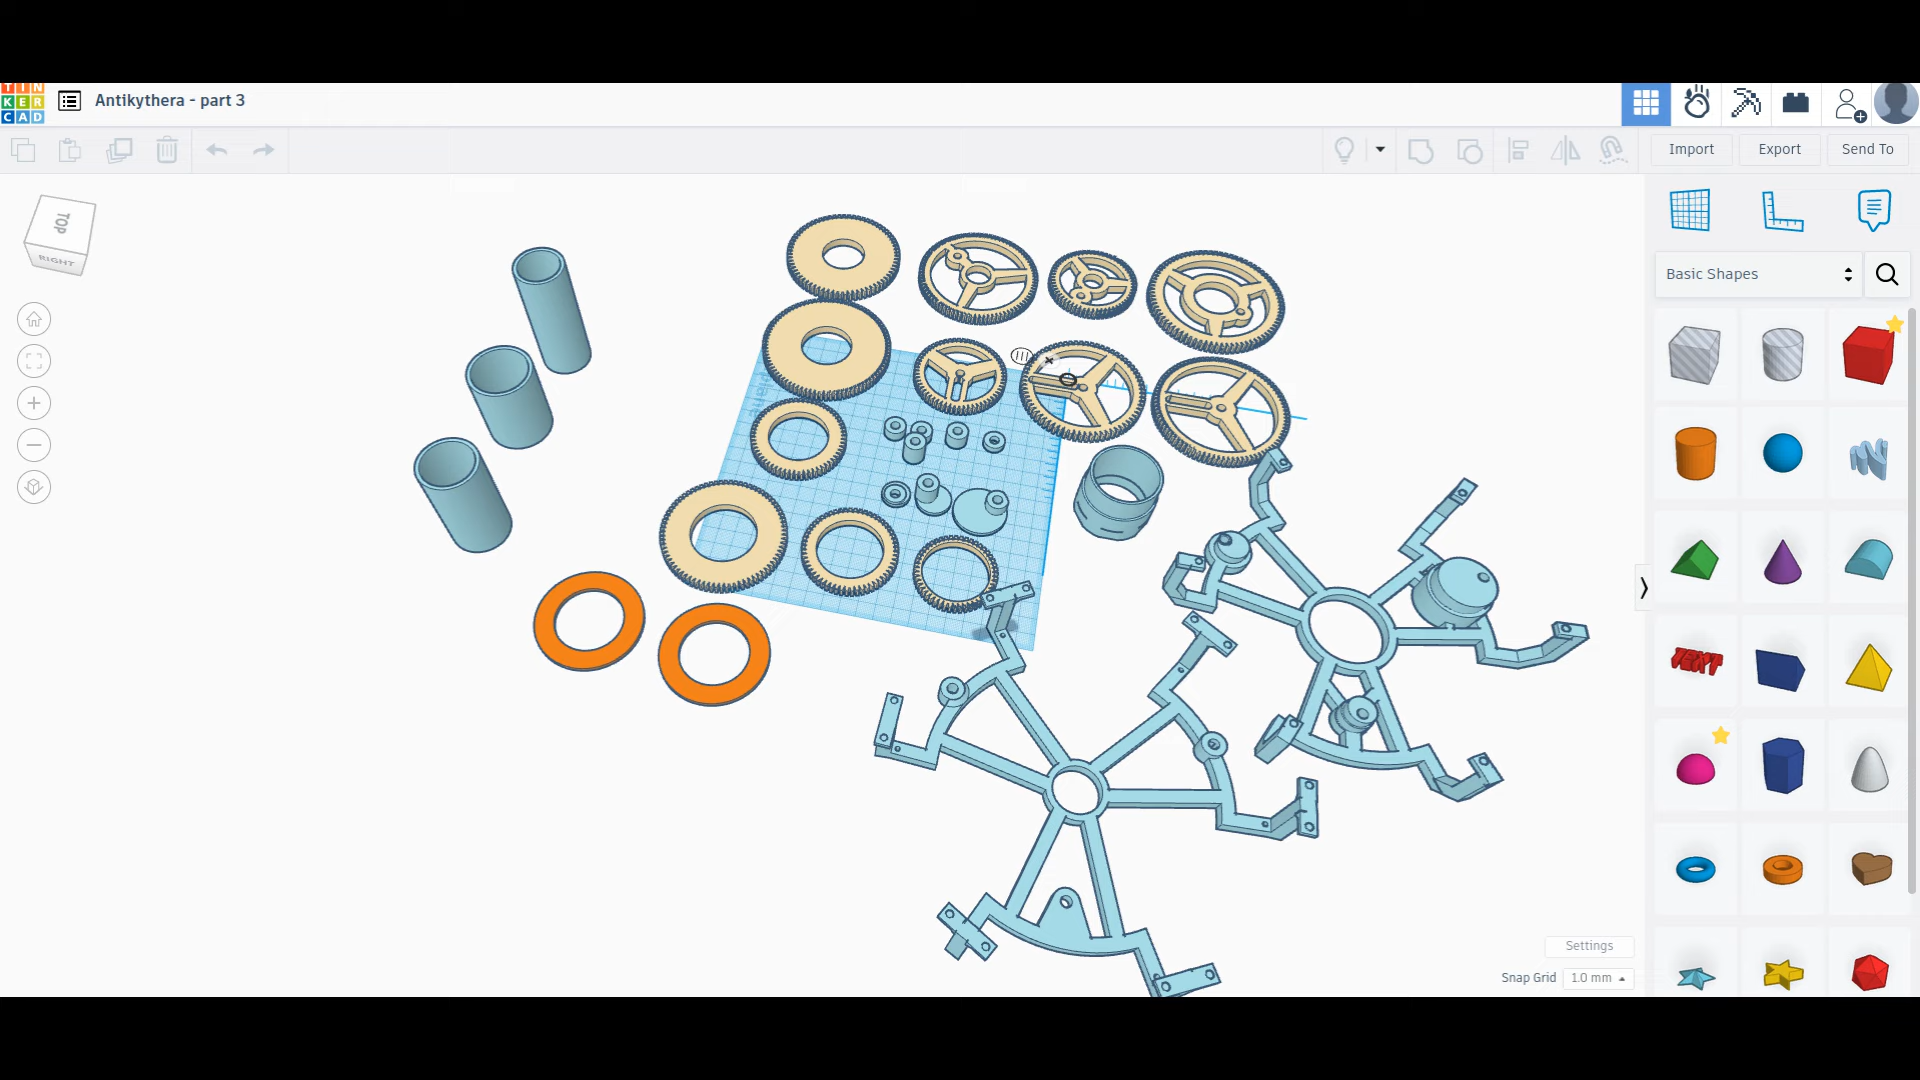 TIN
KER
CAD
Antikythera - part 3
Import
Export
Send To
TOP
RIGHT
Basic Shapes
TEXT
Settings
Snap Grid
1.0 mm